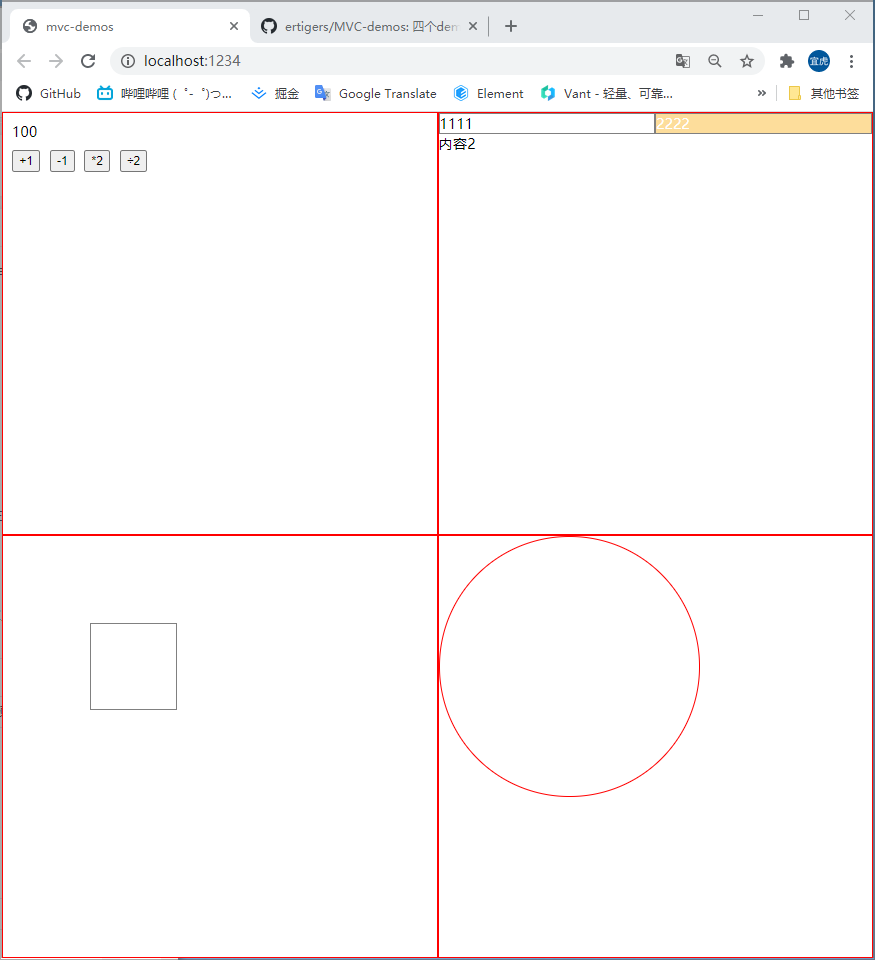 mvc-demos
ertigers/MVC-demos: 四个den
localhost:1234
宜虎
GitHub 哔哩哔哩 ( ゜- ゜)つ... 掘金 Google Translate Element Vant - 轻量、可靠... » 其他书签
100
+1 -1 *2 ÷2
1111 2222
内容2